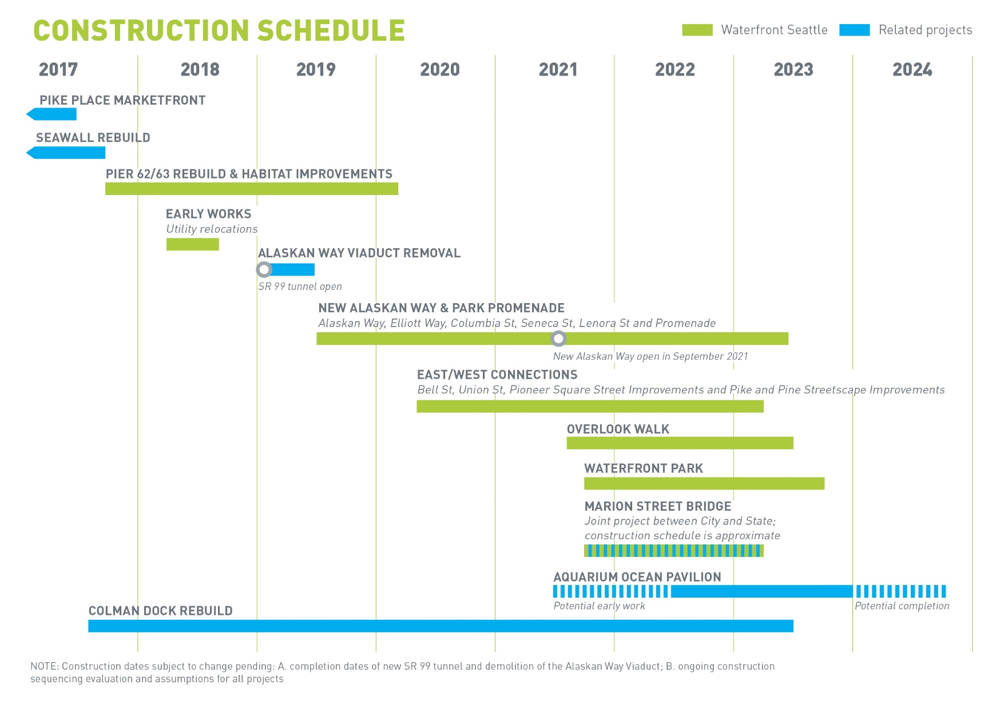 CONSTRUCTION SCHEDULE
Waterfront Seattle
Related projects
2017
2018
2019
2020
2021
2022
2023
2024
PIKE PLACE MARKETFRONT
SEAWALL REBUILD
PIER 62/63 REBUILD & HABITAT IMPROVEMENTS
EARLY WORKS
Utility relocations
ALASKAN WAY VIADUCT REMOVAL
SR 99 tunnel open
NEW ALASKAN WAY & PARK PROMENADE
Alaskan Way, Elliott Way, Columbia St, Seneca St, Lenora St and Promenade
New Alaskan Way open in September 2021
EAST/WEST CONNECTIONS
Bell St, Union St, Pioneer Square Street Improvements and Pike and Pine Streetscape Improvements
OVERLOOK WALK
WATERFRONT PARK
MARION STREET BRIDGE
Joint project between City and State;
construction schedule is approximate
AQUARIUM OCEAN PAVILION
Potential early work
Potential completion
COLMAN DOCK REBUILD
NOTE: Construction dates subject to change pending: A. completion dates of new SR 99 tunnel and demolition of the Alaskan Way Viaduct; B. ongoing construction
sequencing evaluation and assumptions for all projects